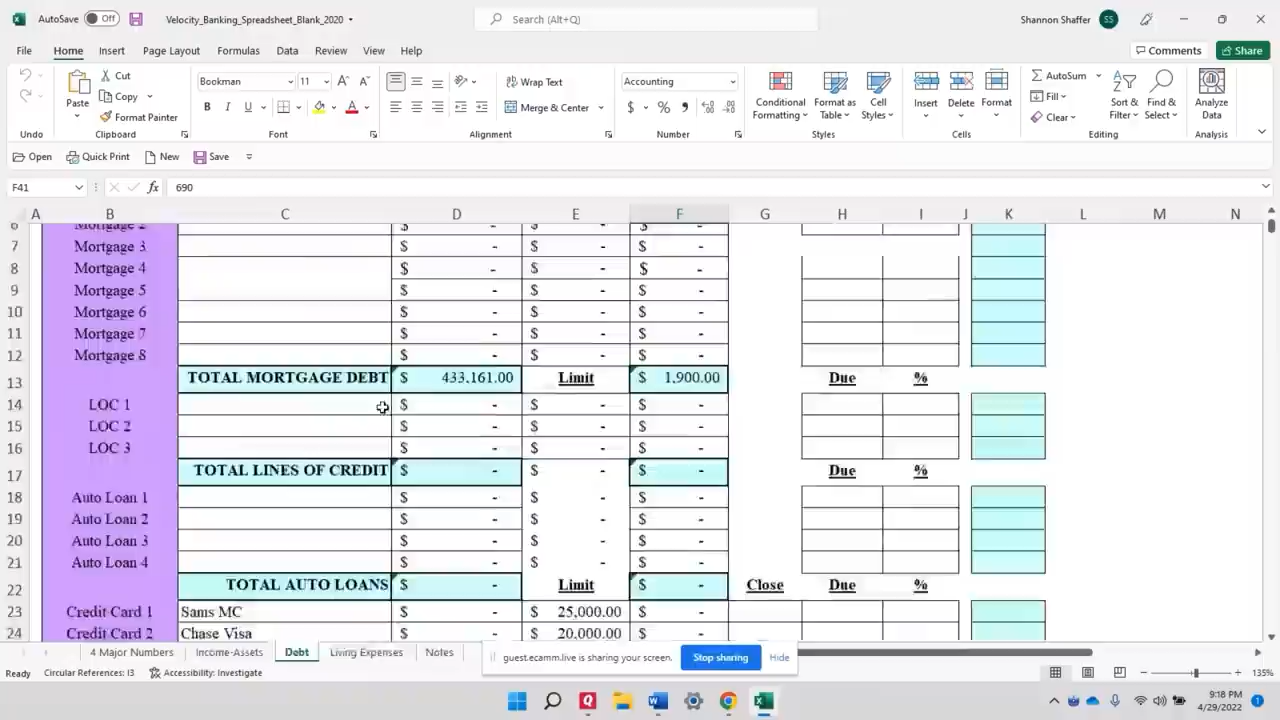 AutoSave Off Velocity_Banking_Spreadsheet_Blank_2020 Search (Alt+Q) Shannon Shaffer SS
File Home Insert Page Layout Formulas Data Review View Help Comments Share
Cut
Copy
Format Painter
Paste
Undo Clipboard
Bookman 11
B I U
Font
Wrap Text
Merge & Center
Alignment
Accounting
$ % ,
Number
Conditional Formatting Format as Table Cell Styles
Styles
Insert Delete Format
Cells
AutoSum
Fill
Clear
Sort & Filter Find & Select
Editing
Analyze Data
Analysis
Open Quick Print New Save
F41 fx 690
A B C D E F G H I J K L M N
6 Mortgage 2 $ - $ - $ -
7 Mortgage 3 $ - $ - $ -
8 Mortgage 4 $ - $ - $ -
9 Mortgage 5 $ - $ - $ -
10 Mortgage 6 $ - $ - $ -
11 Mortgage 7 $ - $ - $ -
12 Mortgage 8 $ - $ - $ -
13 TOTAL MORTGAGE DEBT $ 433,161.00 Limit $ 1,900.00 Due %
14 LOC 1 $ - $ - $ -
15 LOC 2 $ - $ - $ -
16 LOC 3 $ - $ - $ -
17 TOTAL LINES OF CREDIT $ - $ - $ - Due %
18 Auto Loan 1 $ - $ - $ -
19 Auto Loan 2 $ - $ - $ -
20 Auto Loan 3 $ - $ - $ -
21 Auto Loan 4 $ - $ - $ -
22 TOTAL AUTO LOANS $ - Limit $ - Close Due %
23 Credit Card 1 Sams MC $ - $ 25,000.00 $ -
24 Credit Card 2 Chase Visa $ - $ 20,000.00 $ -
4 Major Numbers Income-Assets Debt Living Expenses Notes
guest.ecamm.live is sharing your screen. Stop sharing Hide
Ready Circular References: I3 Accessibility: Investigate 135%
9:18 PM
4/29/2022
1